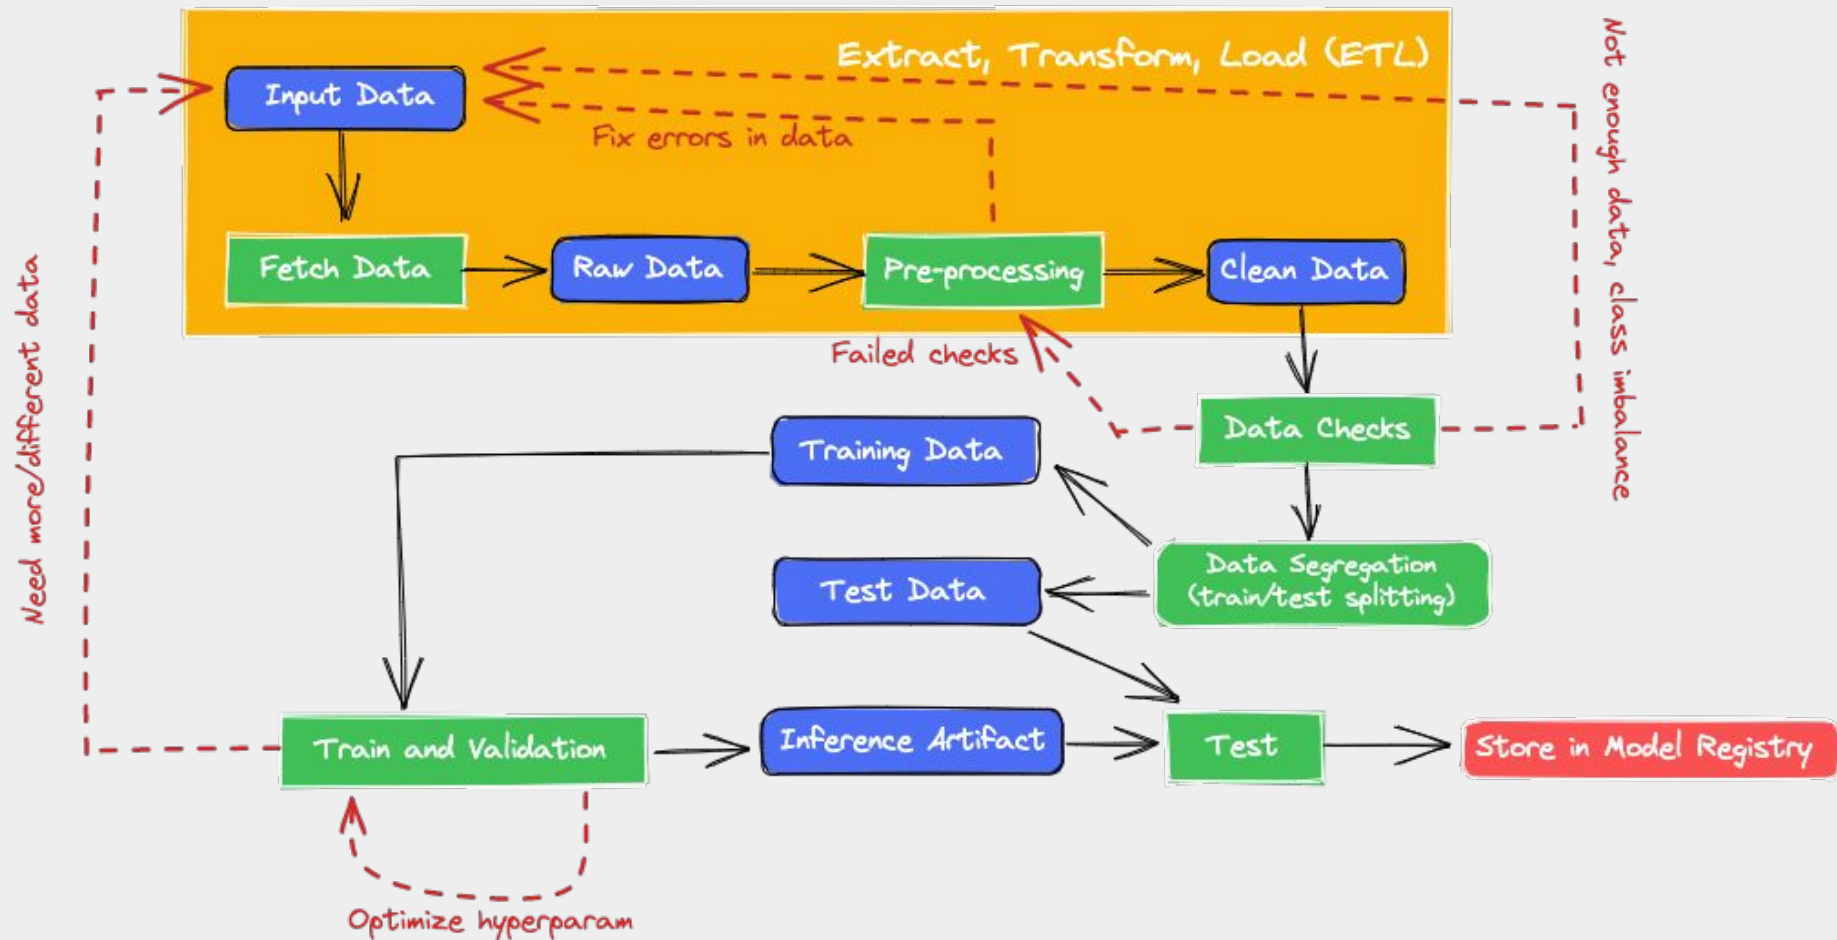 Extract, Transform, Load (ETL)
Input Data
Fix errors in data
Fetch Data
Raw Data
Pre-processing
Clean Data
Not enough data, class imbalance
Need more/different data
Failed checks
Data Checks
Training Data
Data Segregation
(train/test splitting)
Test Data
Train and Validation
Inference Artifact
Test
Store in Model Registry
Optimize hyperparam